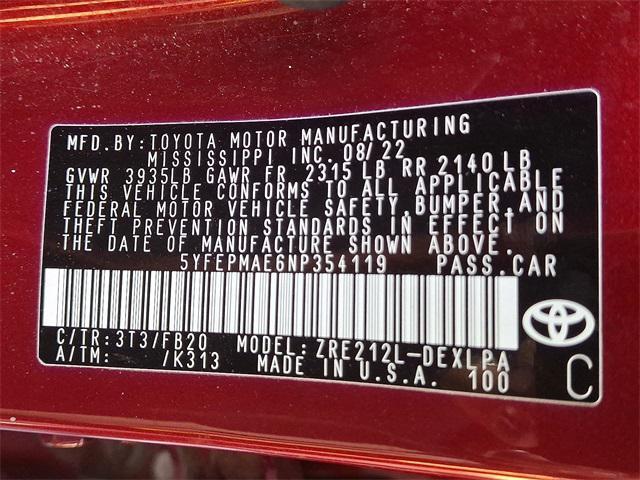 MFD.BY:TOYOTA MOTOR MANUFACTURING
MISSISSIPPI INC. 08/22
GVWR 3935LB GAWR FR 2315 LB RR 2140 LB
THIS VEHICLE CONFORMS TO ALL APPLICABLE
FEDERAL MOTOR VEHICLE SAFETY, BUMPER, AND
THEFT PREVENTION STANDARDS IN EFFECT ON
THE DATE OF MANUFACTURE SHOWN ABOVE.
5YFEPMAE6NP354119 PASS.CAR
C/TR: 3T3/FB20 MODEL: ZRE212L-DEXLPA
A/TM: /K313 MADE IN U.S.A. 100
C